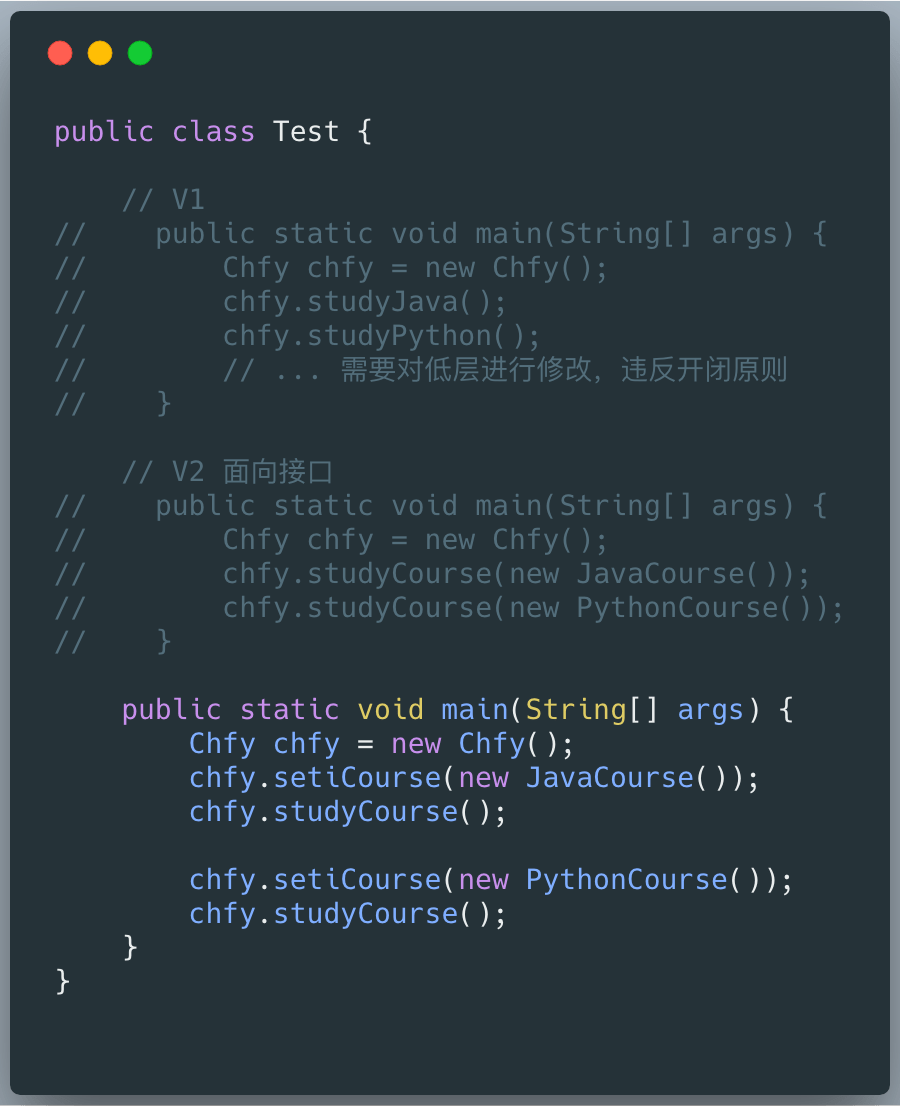 public class Test {
    // V1
//    public static void main(String[] args) {
//        Chfy chfy = new Chfy();
//        chfy.studyJava();
//        chfy.studyPython();
//        // ... 需要对低层进行修改，违反开闭原则
//    }
    // V2 面向接口
//    public static void main(String[] args) {
//        Chfy chfy = new Chfy();
//        chfy.studyCourse(new JavaCourse());
//        chfy.studyCourse(new PythonCourse());
//    }
    public static void main(String[] args) {
        Chfy chfy = new Chfy();
        chfy.setiCourse(new JavaCourse());
        chfy.studyCourse();
        chfy.setiCourse(new PythonCourse());
        chfy.studyCourse();
    }
}